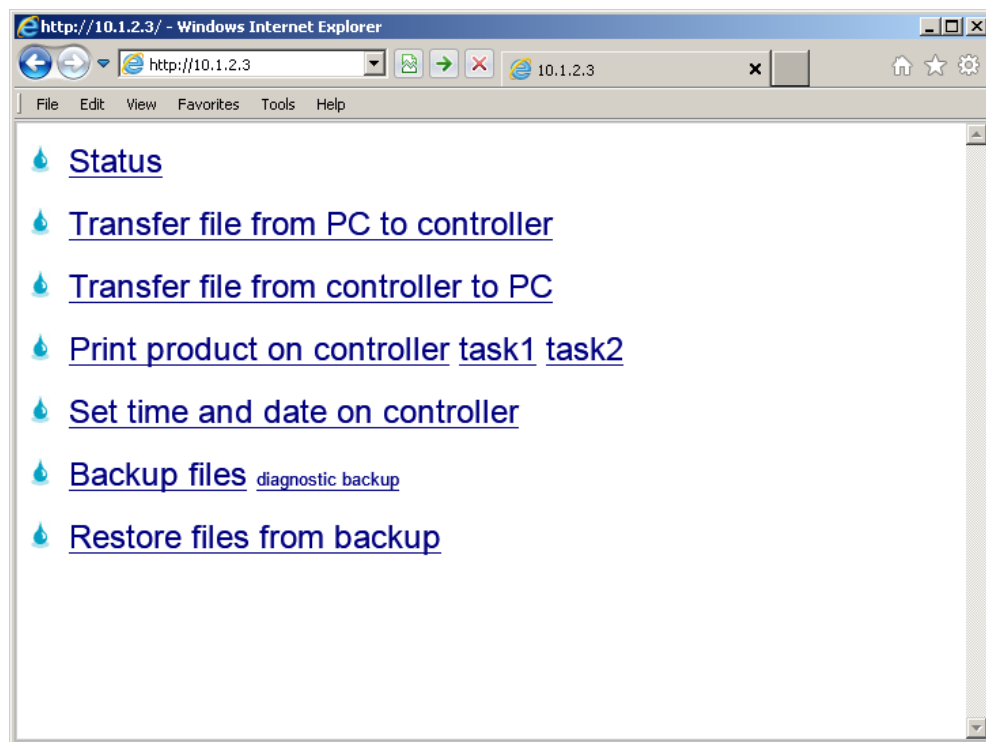 http://10.1.2.3/ - Windows Internet Explorer
http://10.1.2.3 10.1.2.3
File Edit View Favorites Tools Help
Status
Transfer file from PC to controller
Transfer file from controller to PC
Print product on controller task1 task2
Set time and date on controller
Backup files diagnostic backup
Restore files from backup